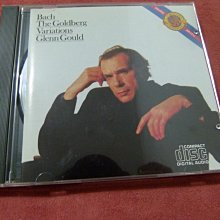 Bach
The Goldberg
Variations
Glenn Gould
COMPACT
disc
DIGITAL AUDIO